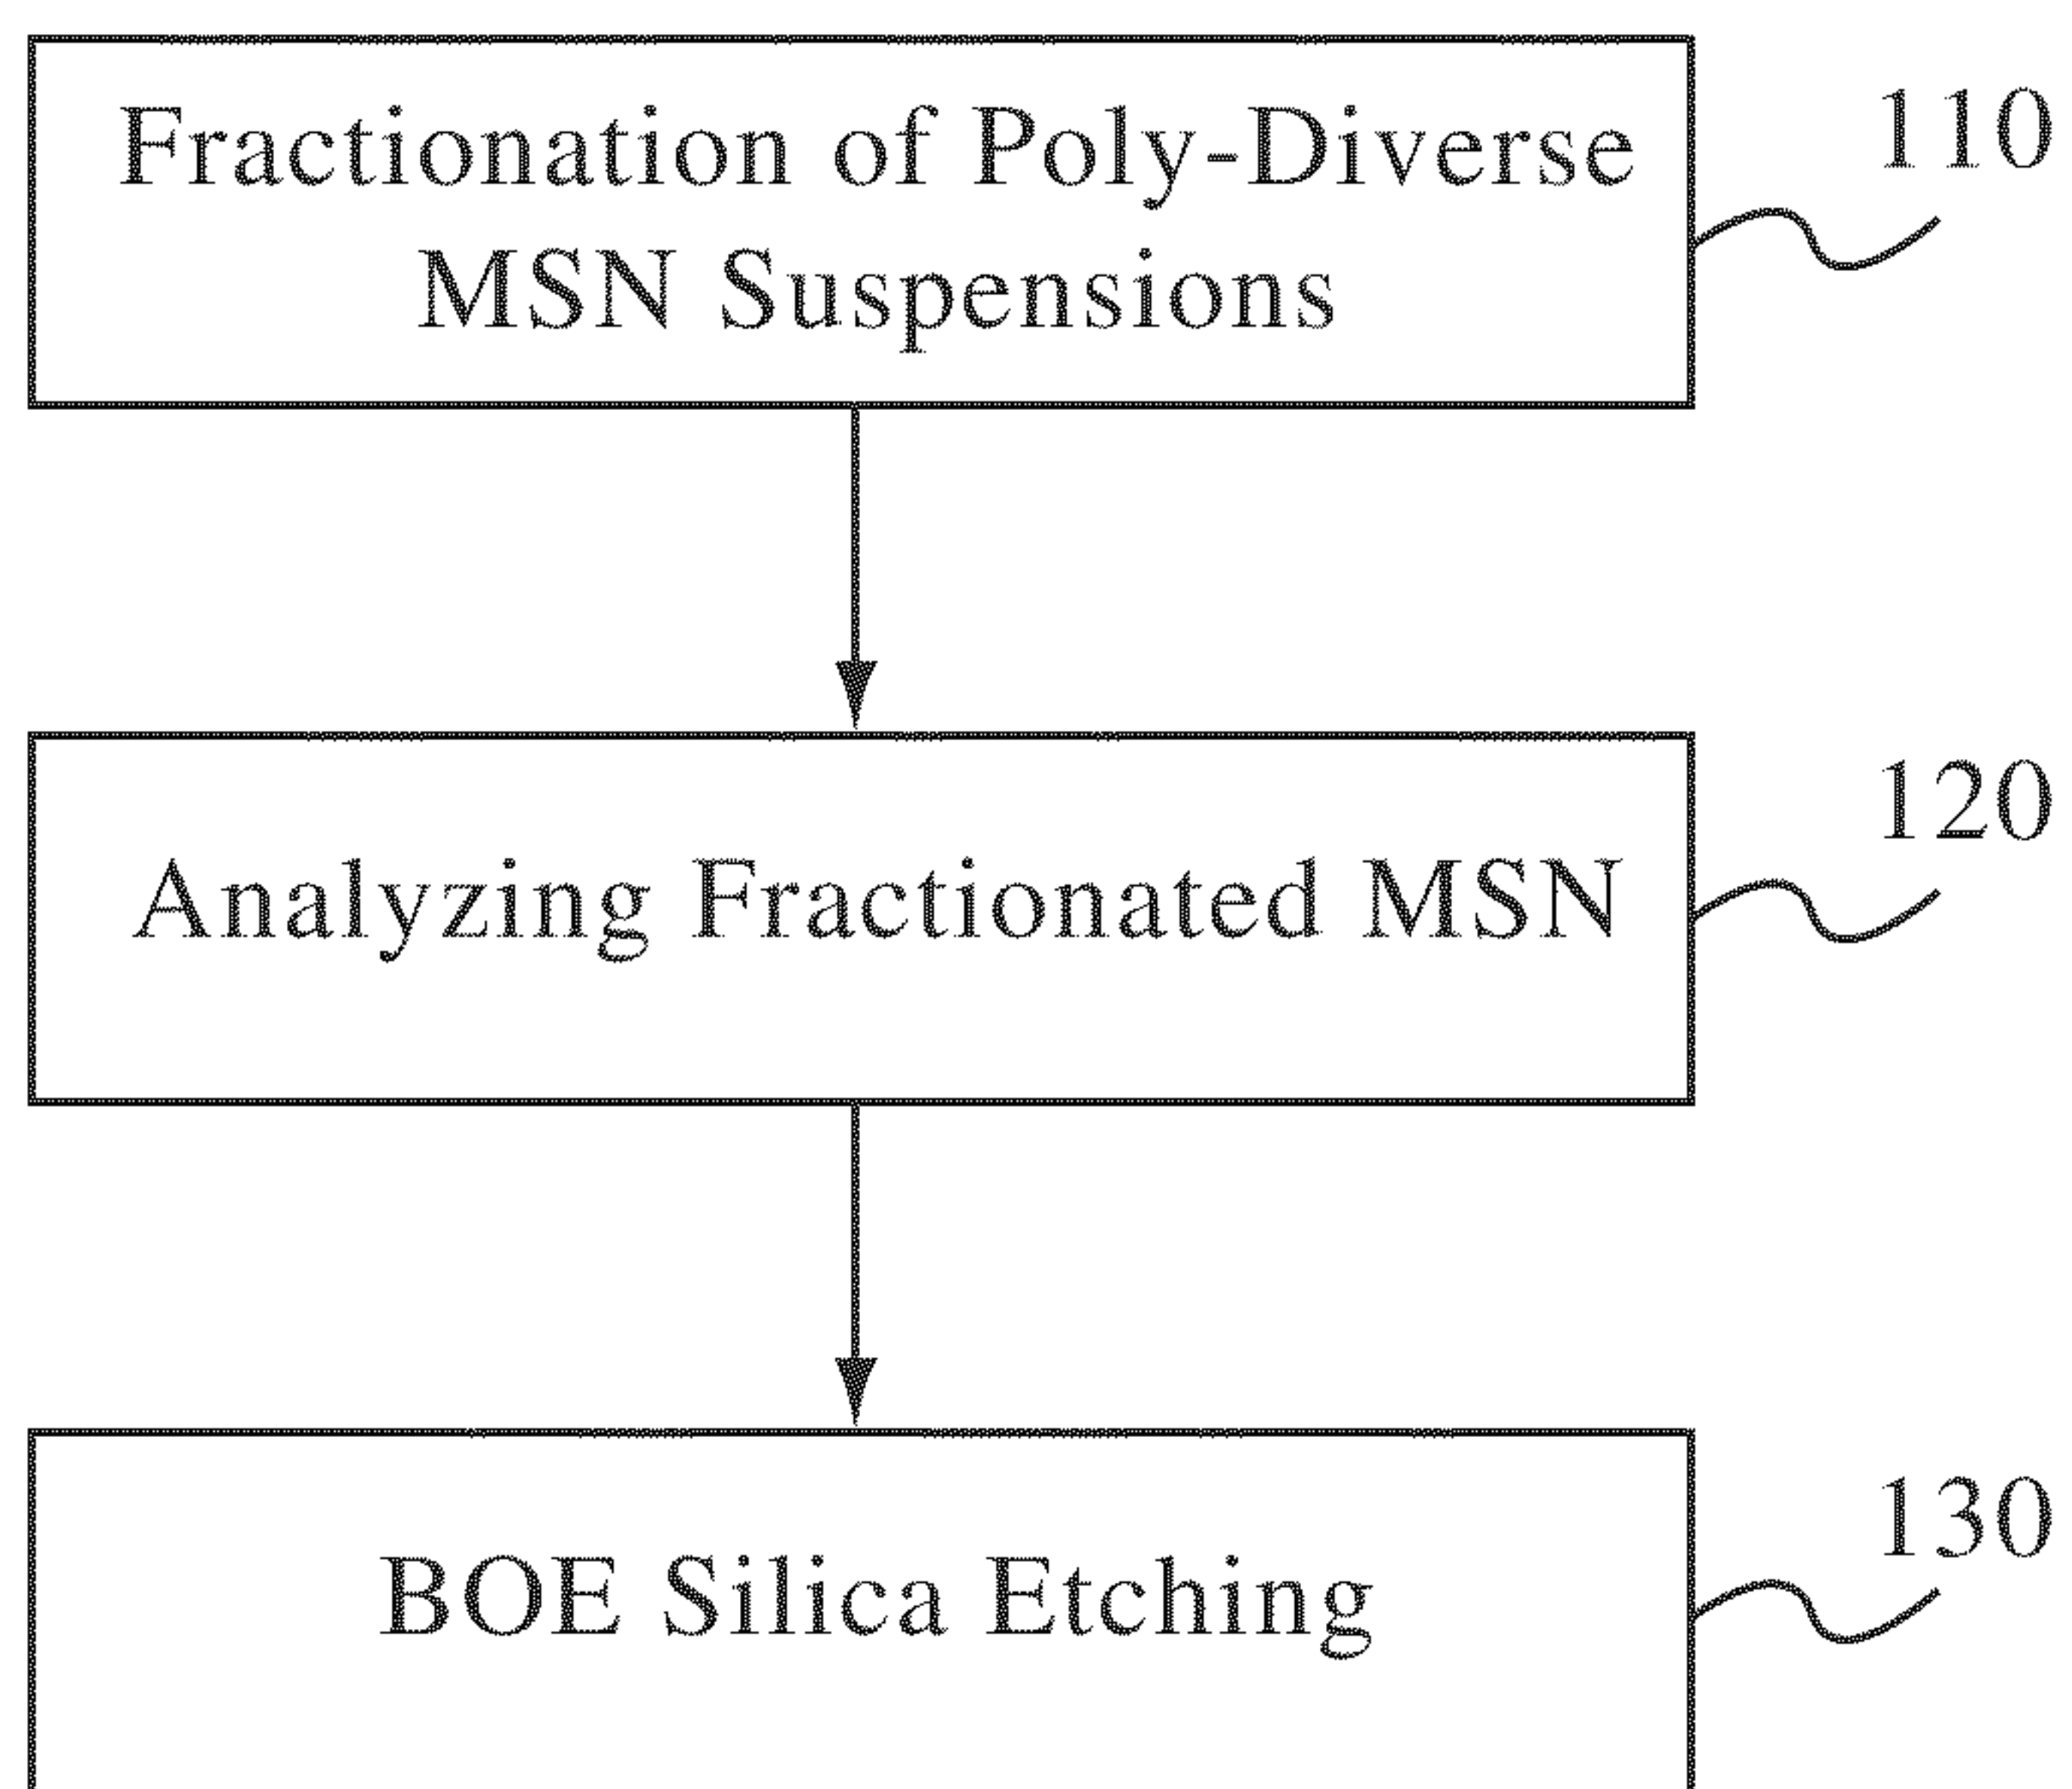 Fractionation of Poly-Diverse
MSN Suspensions
110
Analyzing Fractionated MSN
120
BOE Silica Etching
130